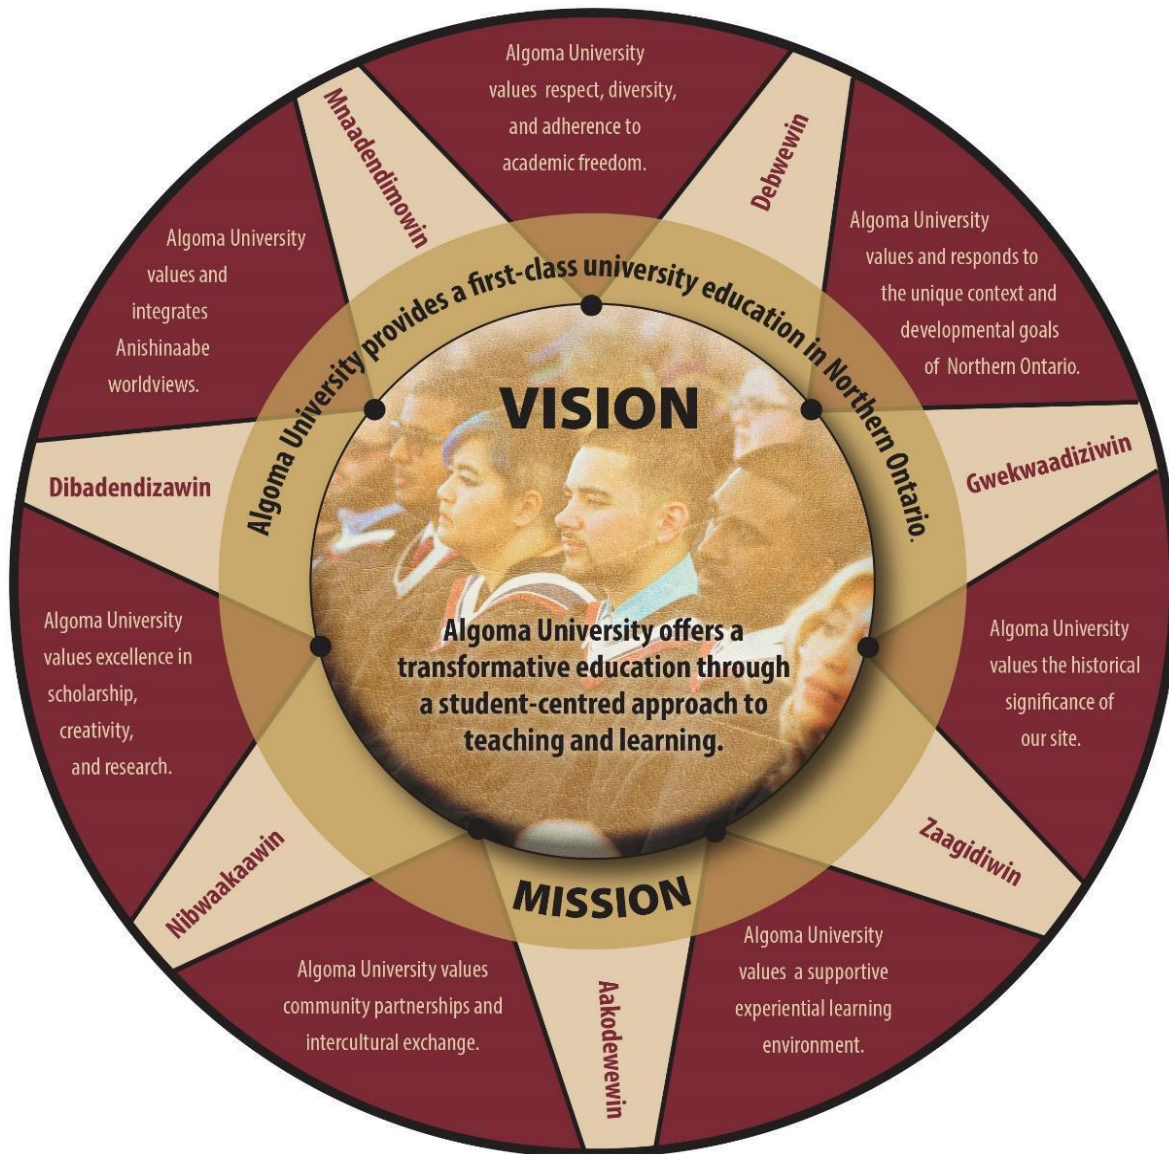 Algoma University
values respect, diversity,
and adherence to
academic freedom.
Debwewin
Algoma University
values and responds to
the unique context and
developmental goals
of Northern Ontario.
Gwekwaadiziwin
Algoma University
values the historical
significance of
our site.
Zaagidiwin
Algoma University
values a supportive
experiential learning
environment.
Aakodewewin
Algoma University values
community partnerships and
intercultural exchange.
Nibwaakaawin
Algoma University
values excellence in
scholarship,
creativity,
and research.
Dibadendizawin
Algoma University
values and
integrates
Anishinaabe
worldviews.
Mnaadendimowin
Algoma University provides a first-class university education in Northern Ontario.
VISION
Algoma University offers a
transformative education through
a student-centred approach to
teaching and learning.
MISSION